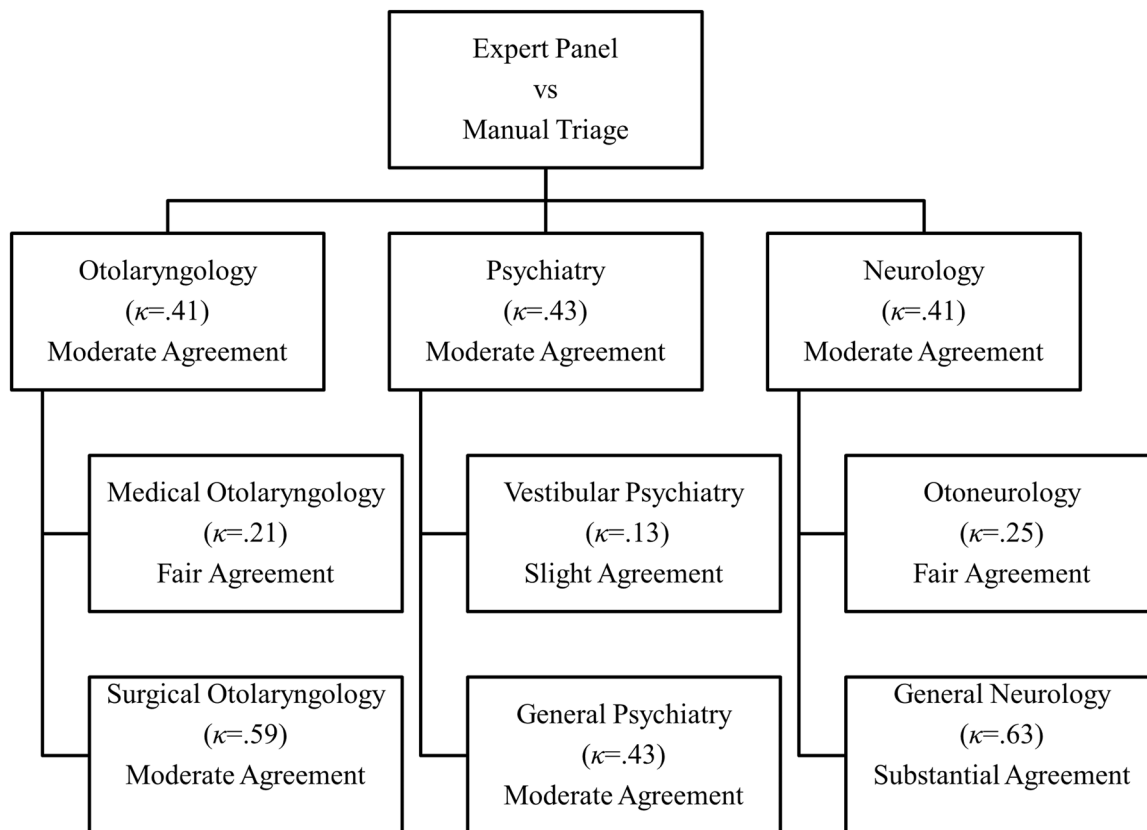 Expert Panel
vs
Manual Triage
Otolaryngology
(κ=.41)
Moderate Agreement
Psychiatry
(κ=.43)
Moderate Agreement
Neurology
(κ=.41)
Moderate Agreement
Medical Otolaryngology
(κ=.21)
Fair Agreement
Vestibular Psychiatry
(κ=.13)
Slight Agreement
Otoneurology
(κ=.25)
Fair Agreement
Surgical Otolaryngology
(κ=.59)
Moderate Agreement
General Psychiatry
(κ=.43)
Moderate Agreement
General Neurology
(κ=.63)
Substantial Agreement